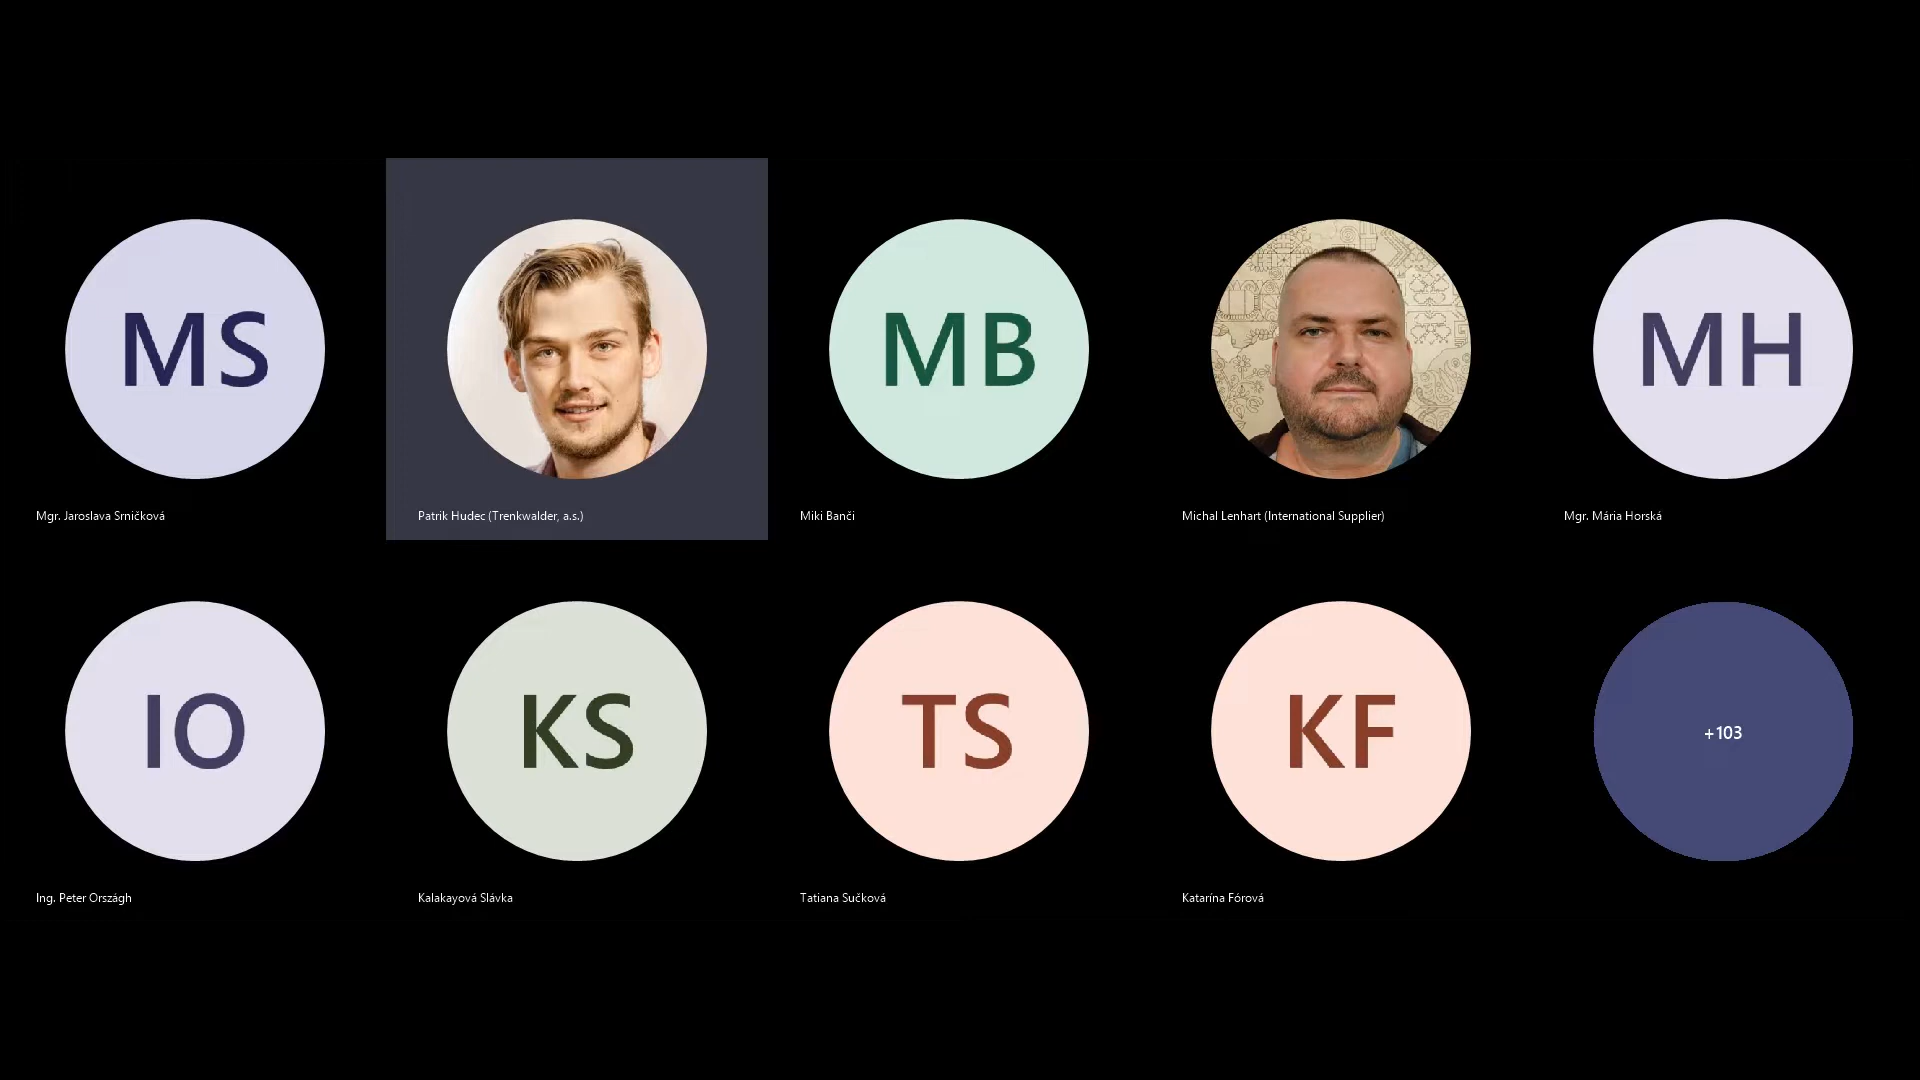 MS
MB
MH
Mgr. Jaroslava Srničková
Patrik Hudec (Trenkwalder, a.s.)
Miki Banči
Michal Lenhart (International Supplier)
Mgr. Mária Horská
IO
KS
TS
KF
+103
Ing. Peter Országh
Kalakayová Slávka
Tatiana Sučková
Katarína Fórová